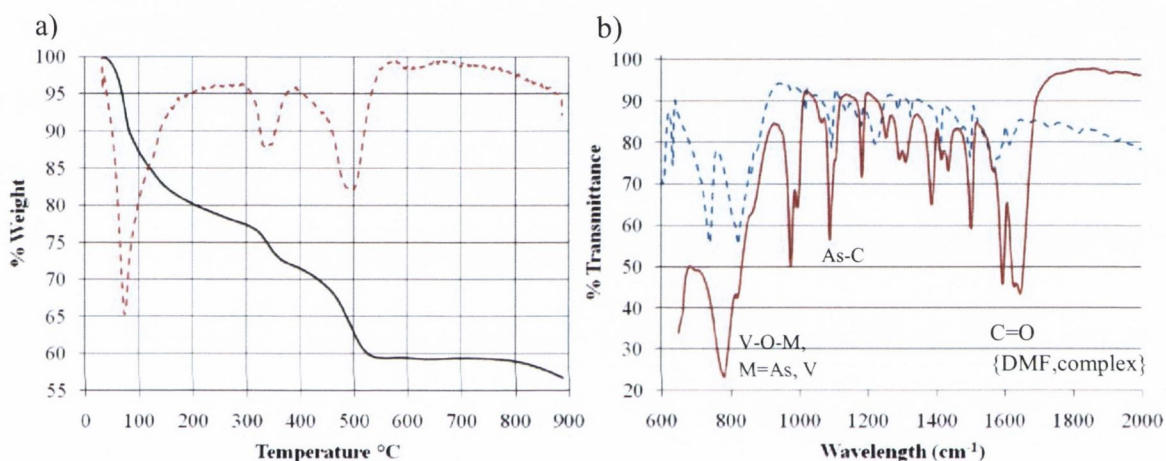 a)
100
95
90
85
80
75
70
65
60
55
% Weight
0 100 200 300 400 500 600 700 800 900
Temperature °C
b)
100
90
80
70
60
50
40
30
20
% Transmittance
As-C
V-O-M,
M=As, V
C=O
{DMF,complex}
600 800 1000 1200 1400 1600 1800 2000
Wavelength (cm⁻¹)